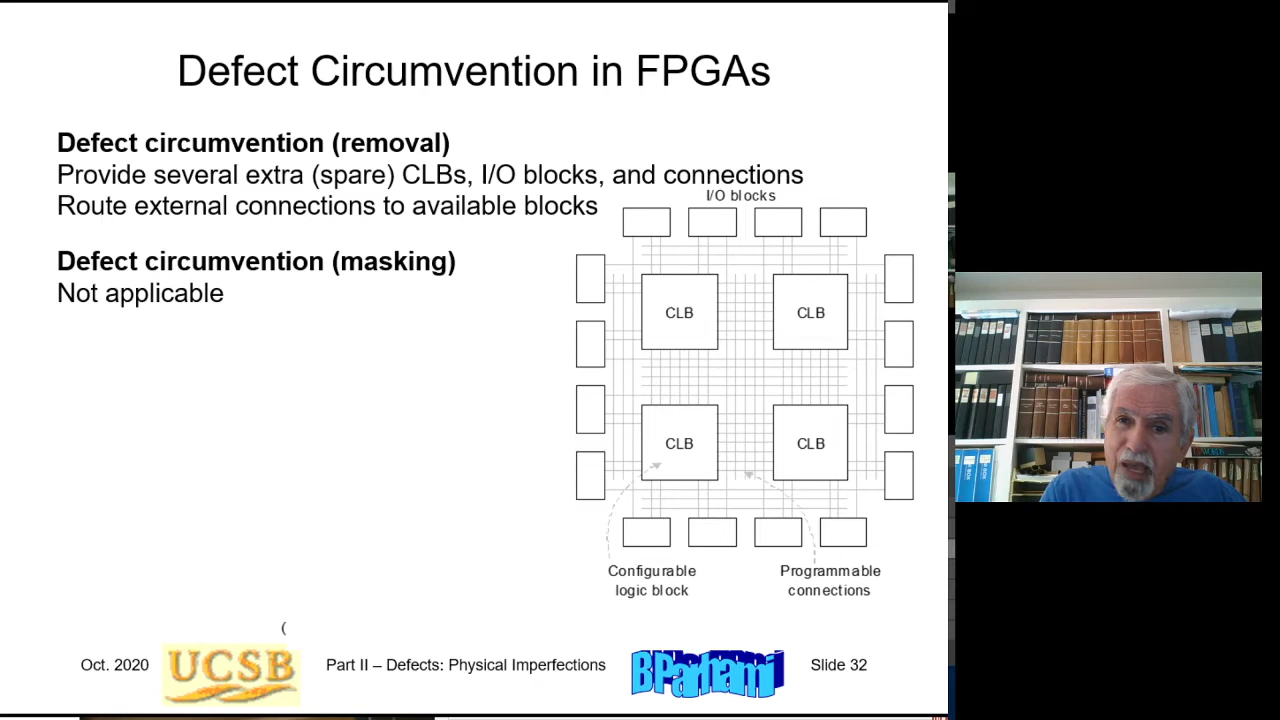 Defect Circumvention in FPGAs
Defect circumvention (removal)
Provide several extra (spare) CLBs, I/O blocks, and connections
Route external connections to available blocks
Defect circumvention (masking)
Not applicable
I/O blocks
CLB
CLB
CLB
CLB
Configurable
logic block
Programmable
connections
(
Oct. 2020
UCSB
Part II – Defects: Physical Imperfections
BParhami
Slide 32